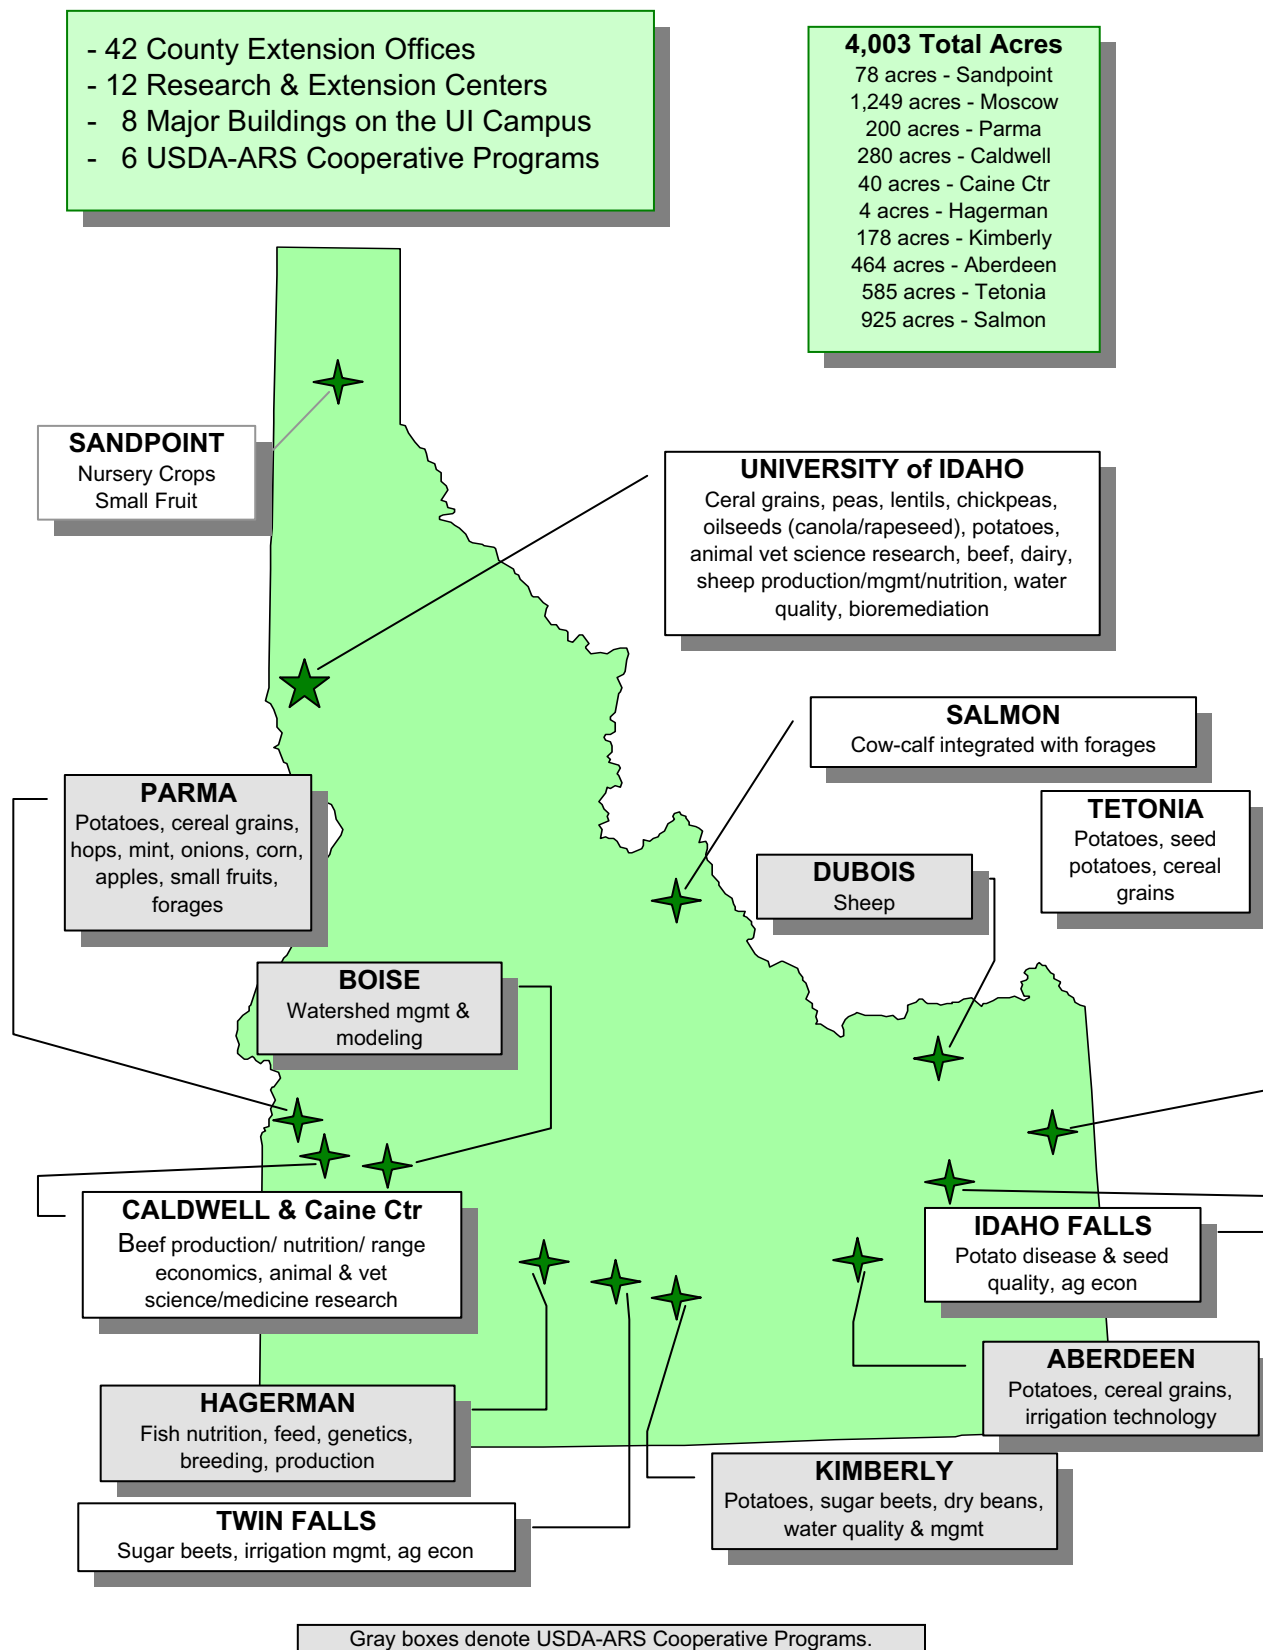 - 42 County Extension Offices
- 12 Research & Extension Centers
- 8 Major Buildings on the UI Campus
- 6 USDA-ARS Cooperative Programs
4,003 Total Acres
78 acres - Sandpoint
1,249 acres - Moscow
200 acres - Parma
280 acres - Caldwell
40 acres - Caine Ctr
4 acres - Hagerman
178 acres - Kimberly
464 acres - Aberdeen
585 acres - Tetonia
925 acres - Salmon
SANDPOINT
Nursery Crops
Small Fruit
UNIVERSITY of IDAHO
Ceral grains, peas, lentils, chickpeas,
oilseeds (canola/rapeseed), potatoes,
animal vet science research, beef, dairy,
sheep production/mgmt/nutrition, water
quality, bioremediation
SALMON
Cow-calf integrated with forages
PARMA
Potatoes, cereal grains,
hops, mint, onions, corn,
apples, small fruits,
forages
TETONIA
Potatoes, seed
potatoes, cereal
grains
DUBOIS
Sheep
BOISE
Watershed mgmt &
modeling
CALDWELL & Caine Ctr
Beef production/ nutrition/ range
economics, animal & vet
science/medicine research
IDAHO FALLS
Potato disease & seed
quality, ag econ
ABERDEEN
Potatoes, cereal grains,
irrigation technology
HAGERMAN
Fish nutrition, feed, genetics,
breeding, production
KIMBERLY
Potatoes, sugar beets, dry beans,
water quality & mgmt
TWIN FALLS
Sugar beets, irrigation mgmt, ag econ
Gray boxes denote USDA-ARS Cooperative Programs.